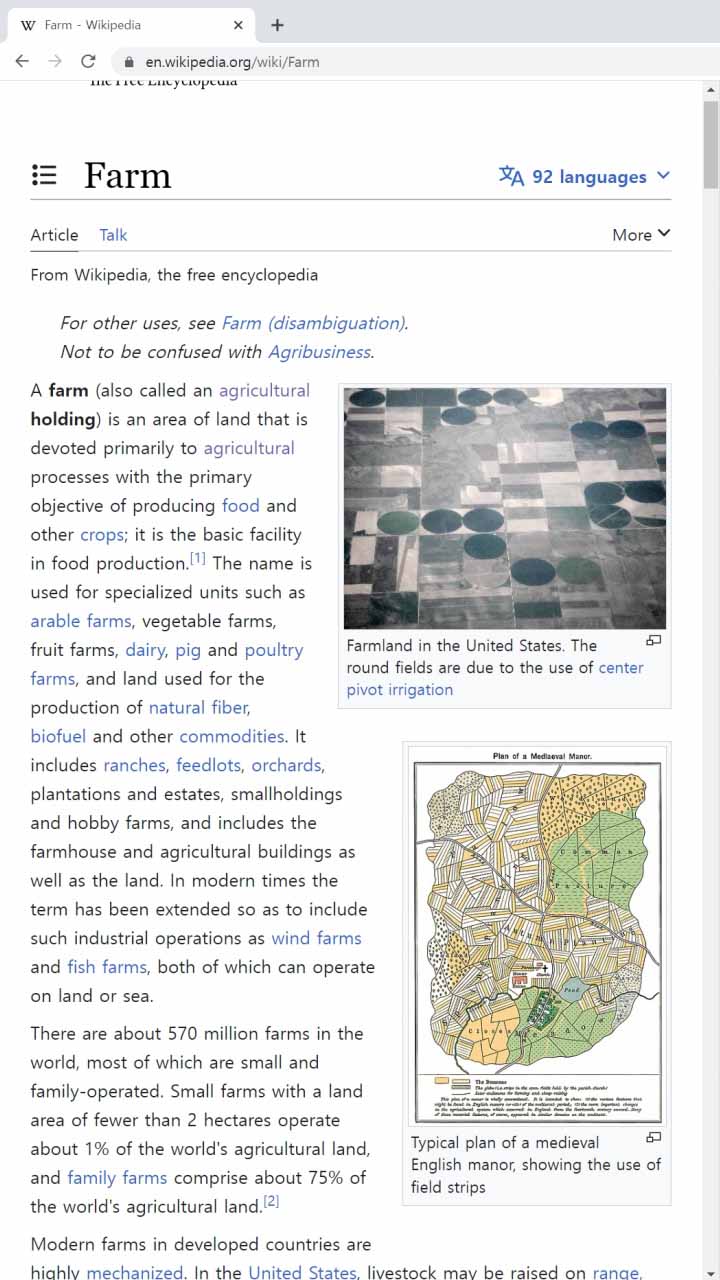 Farm - Wikipedia
en.wikipedia.org/wiki/Farm
The Free Encyclopedia
Farm
92 languages
Article Talk More
From Wikipedia, the free encyclopedia
For other uses, see Farm (disambiguation).
Not to be confused with Agribusiness.
A farm (also called an agricultural
holding) is an area of land that is
devoted primarily to agricultural
processes with the primary
objective of producing food and
other crops; it is the basic facility
in food production.[1] The name is
used for specialized units such as
arable farms, vegetable farms,
fruit farms, dairy, pig and poultry
farms, and land used for the
production of natural fiber,
biofuel and other commodities. It
includes ranches, feedlots, orchards,
plantations and estates, smallholdings
and hobby farms, and includes the
farmhouse and agricultural buildings as
well as the land. In modern times the
term has been extended so as to include
such industrial operations as wind farms
and fish farms, both of which can operate
on land or sea.
Farmland in the United States. The
round fields are due to the use of center
pivot irrigation
Plan of a Mediaeval Manor.
Common
Pasture
Pond
Typical plan of a medieval
English manor, showing the use of
field strips
There are about 570 million farms in the
world, most of which are small and
family-operated. Small farms with a land
area of fewer than 2 hectares operate
about 1% of the world's agricultural land,
and family farms comprise about 75% of
the world's agricultural land.[2]
Modern farms in developed countries are
highly mechanized. In the United States, livestock may be raised on range,